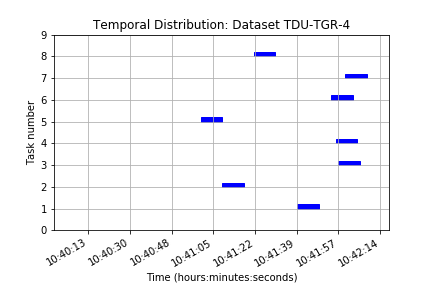 Temporal Distribution: Dataset TDU-TGR-4
9
8
7
6
5
4
3
2
1
0
Task number
10:40:13 10:40:30 10:40:48 10:41:05 10:41:22 10:41:39 10:41:57 10:42:14
Time (hours:minutes:seconds)